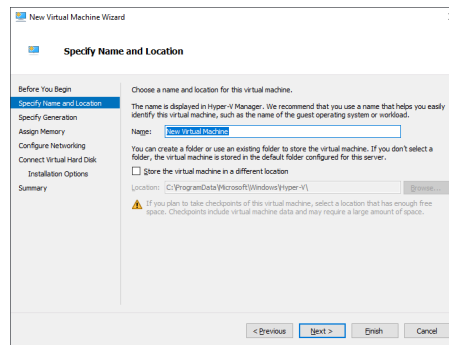 New Virtual Machine Wizard
Specify Name and Location
Before You Begin
Specify Name and Location
Specify Generation
Assign Memory
Configure Networking
Connect Virtual Hard Disk
Installation Options
Summary
Choose a name and location for this virtual machine.
The name is displayed in Hyper-V Manager. We recommend that you use a name that helps you easily
identify this virtual machine, such as the name of the guest operating system or workload.
Name: New Virtual Machine
You can create a folder or use an existing folder to store the virtual machine. If you don't select a
folder, the virtual machine is stored in the default folder configured for this server.
Store the virtual machine in a different location
Location: C:\ProgramData\Microsoft\Windows\Hyper-V\ Browse...
If you plan to take checkpoints of this virtual machine, select a location that has enough free
space. Checkpoints include virtual machine data and may require a large amount of space.
< Previous Next > Finish Cancel